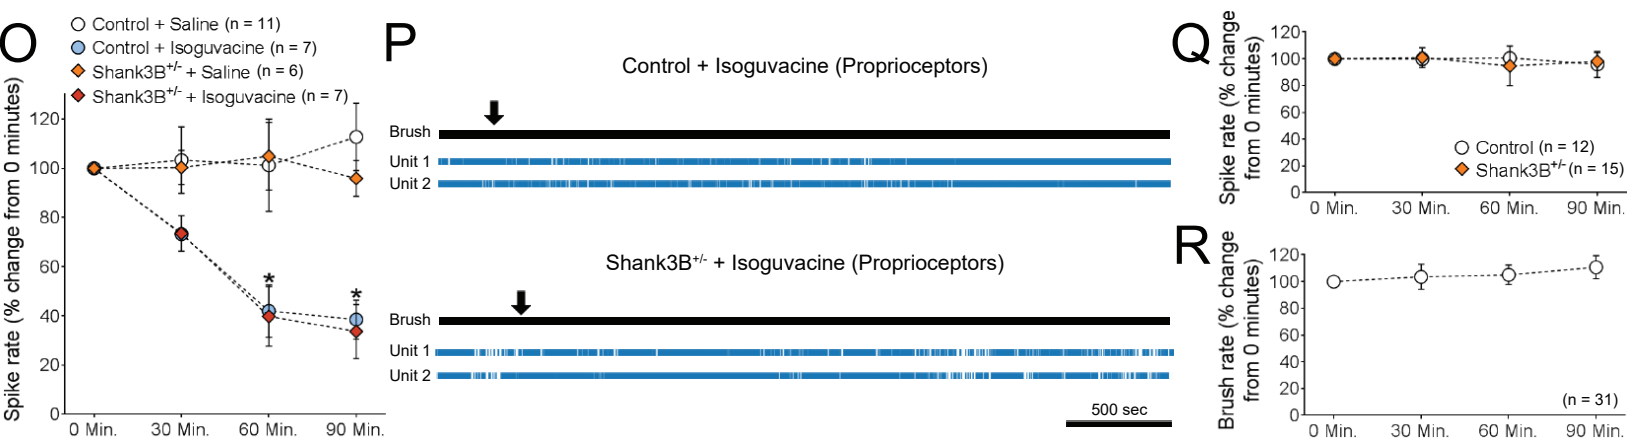 O
Control + Saline (n = 11)
Control + Isoguvacine (n = 7)
Shank3B+/- + Saline (n = 6)
Shank3B+/- + Isoguvacine (n = 7)
Spike rate (% change from 0 minutes)
120
100
80
60
40
20
0
*
*
0 Min. 30 Min. 60 Min. 90 Min.
P
Control + Isoguvacine (Proprioceptors)
Brush
Unit 1
Unit 2
Shank3B+/- + Isoguvacine (Proprioceptors)
Brush
Unit 1
Unit 2
500 sec
Q
Spike rate (% change
from 0 minutes)
120
100
80
60
40
20
0
Control (n = 12)
Shank3B+/- (n = 15)
0 Min. 30 Min. 60 Min. 90 Min.
R
Brush rate (% change
from 0 minutes)
120
100
80
60
40
20
0
(n = 31)
0 Min. 30 Min. 60 Min. 90 Min.